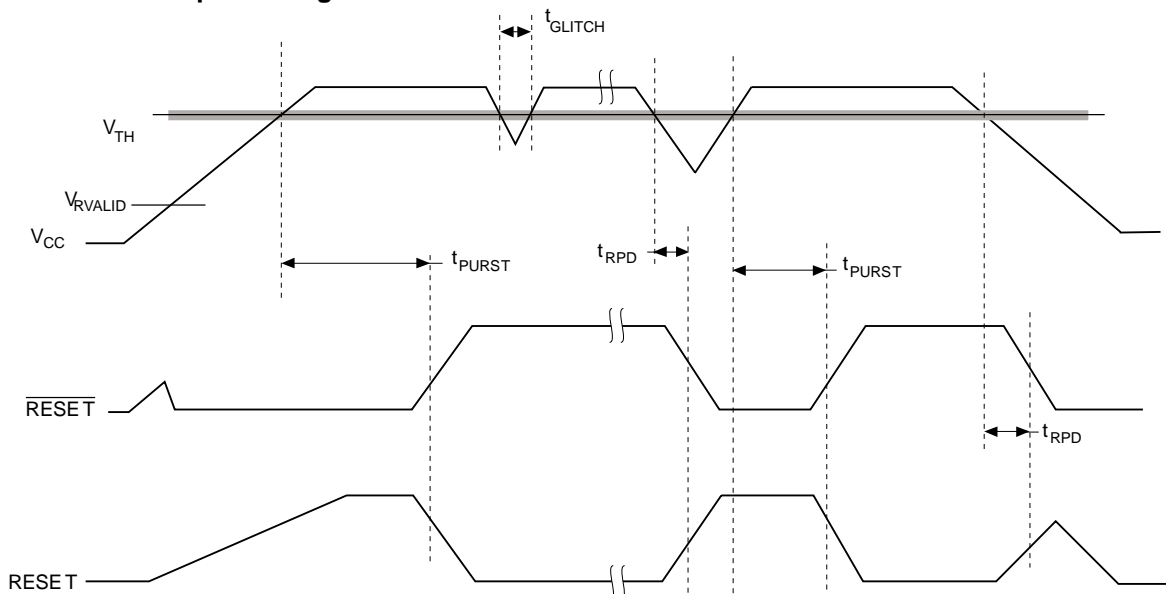 tGLITCH
VTH
VRVALID
VCC
tPURST
tRPD
tPURST
RESET
tRPD
RESET